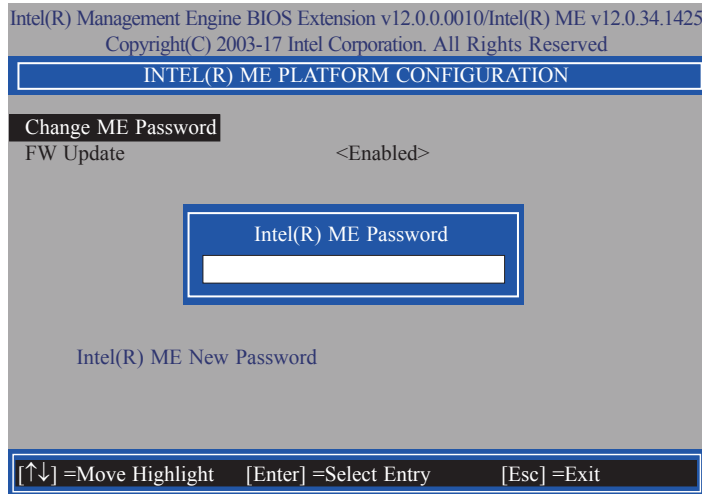 Intel(R) Management Engine BIOS Extension v12.0.0.0010/Intel(R) ME v12.0.34.1425
Copyright(C) 2003-17 Intel Corporation. All Rights Reserved
INTEL(R) ME PLATFORM CONFIGURATION
Change ME Password
FW Update <Enabled>
Intel(R) ME Password
Intel(R) ME New Password
[↑↓] =Move Highlight [Enter] =Select Entry [Esc] =Exit